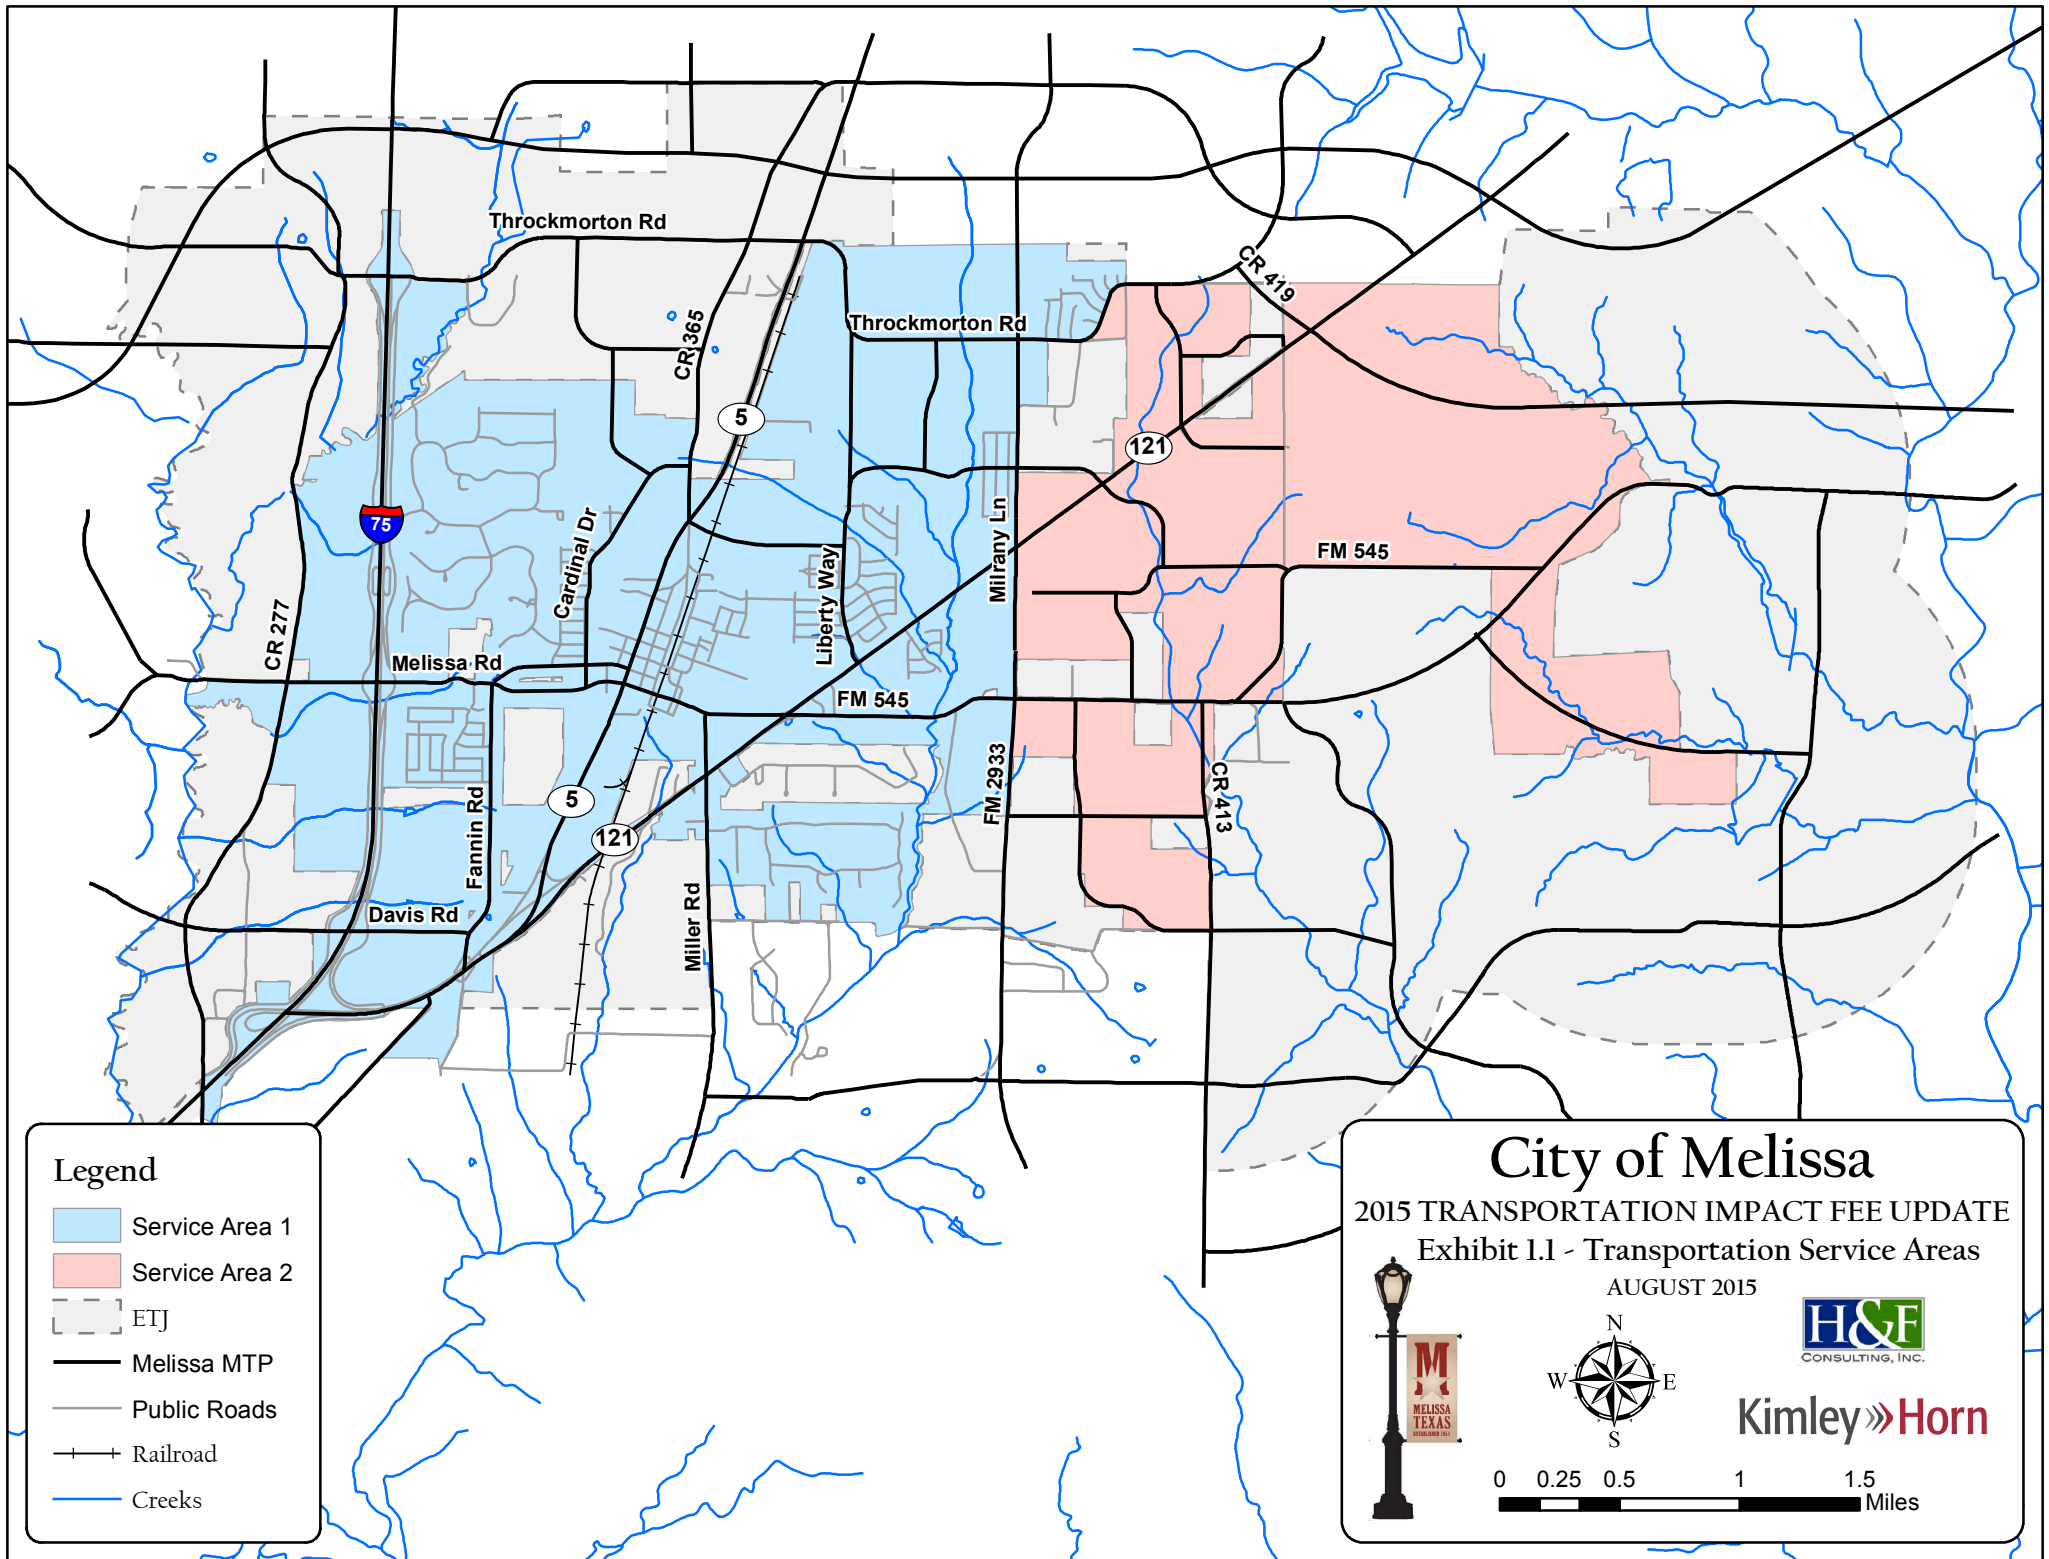 Throckmorton Rd
CR 419
Throckmorton Rd
CR 365
5
121
75
Milrany Ln
Cardinal Dr
FM 545
Liberty Way
CR 277
Melissa Rd
FM 545
FM 2933
CR 413
5
Fannin Rd
121
Davis Rd
Miller Rd
Legend
Service Area 1
Service Area 2
ETJ
Melissa MTP
Public Roads
Railroad
Creeks
City of Melissa
2015 TRANSPORTATION IMPACT FEE UPDATE
Exhibit 1.1 - Transportation Service Areas
AUGUST 2015
N
W E
S
H&F
CONSULTING, INC.
M
MELISSA
TEXAS
ESTABLISHED 1853
Kimley»Horn
0 0.25 0.5 1 1.5
Miles